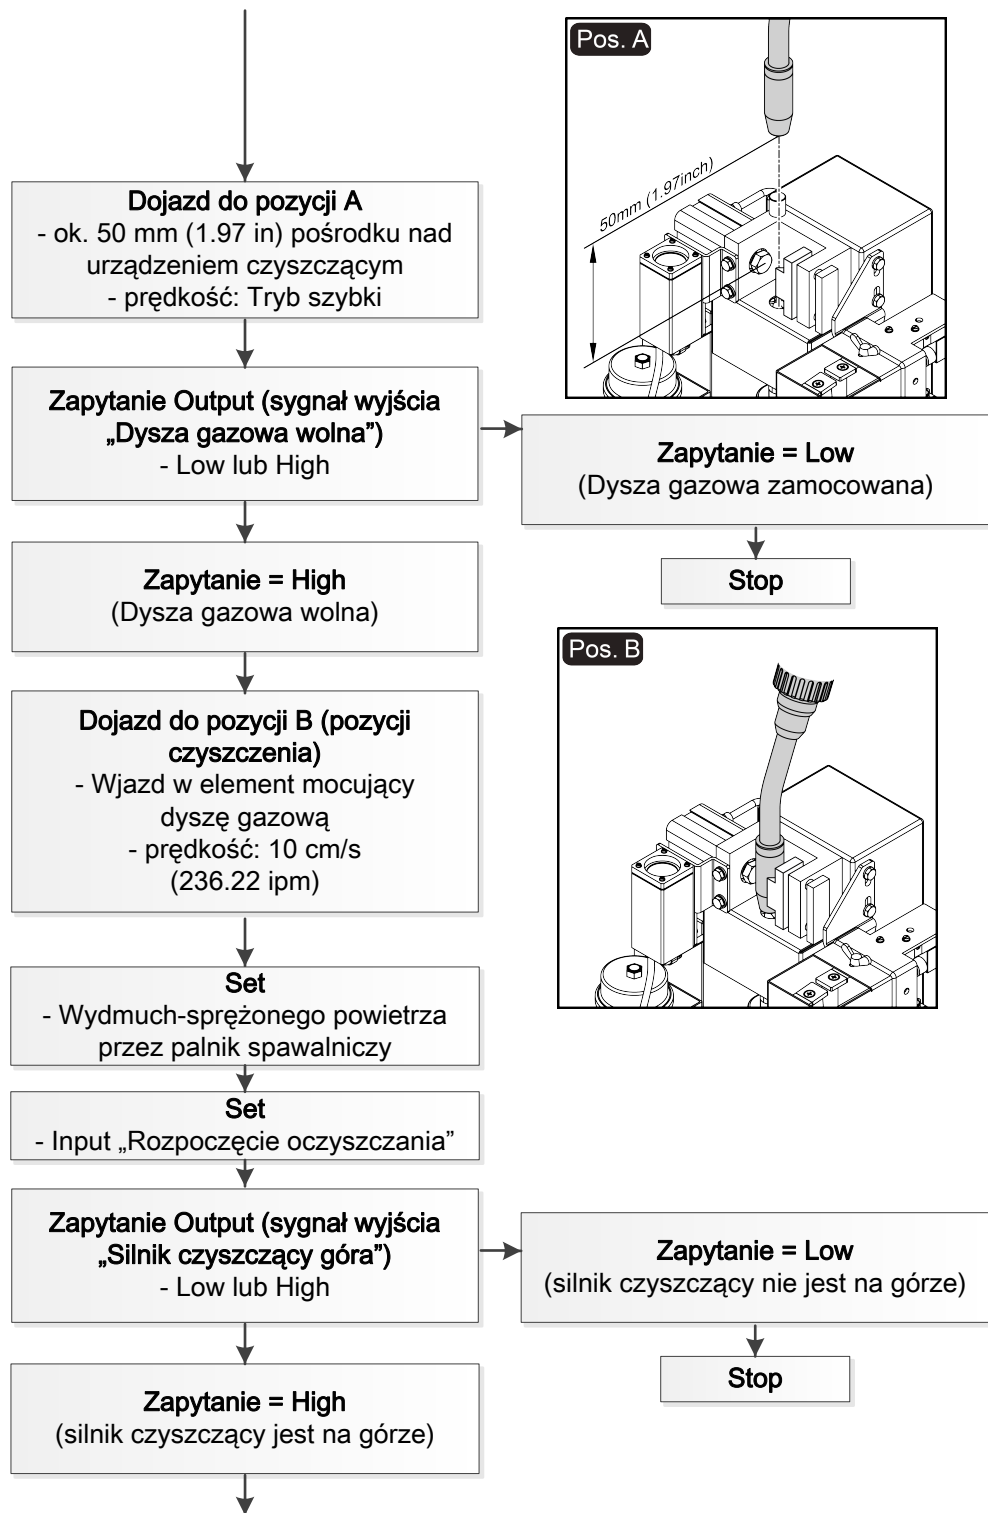 Pos. A
50mm (1.97inch)
Dojazd do pozycji A
- ok. 50 mm (1.97 in) pośrodku nad
urządzeniem czyszczącym
- prędkość: Tryb szybki
Zapytanie Output (sygnał wyjścia
„Dysza gazowa wolna”)
- Low lub High
Zapytanie = Low
(Dysza gazowa zamocowana)
Stop
Zapytanie = High
(Dysza gazowa wolna)
Pos. B
Dojazd do pozycji B (pozycji
czyszczenia)
- Wjazd w element mocujący
dyszę gazową
- prędkość: 10 cm/s
(236.22 ipm)
Set
- Wydmuch-sprężonego powietrza
przez palnik spawalniczy
Set
- Input „Rozpoczęcie oczyszczania”
Zapytanie Output (sygnał wyjścia
„Silnik czyszczący góra”)
- Low lub High
Zapytanie = Low
(silnik czyszczący nie jest na górze)
Stop
Zapytanie = High
(silnik czyszczący jest na górze)